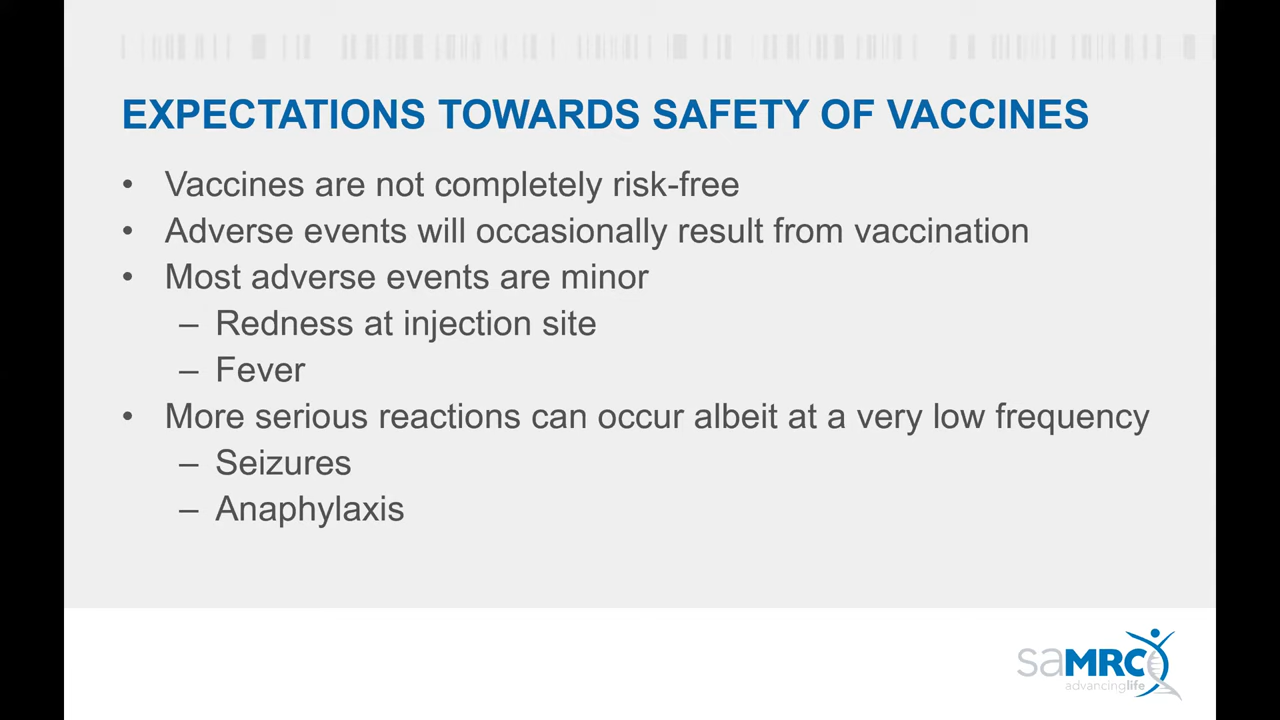 EXPECTATIONS TOWARDS SAFETY OF VACCINES
• Vaccines are not completely risk-free
• Adverse events will occasionally result from vaccination
• Most adverse events are minor
– Redness at injection site
– Fever
• More serious reactions can occur albeit at a very low frequency
– Seizures
– Anaphylaxis
saMRC
advancinglife